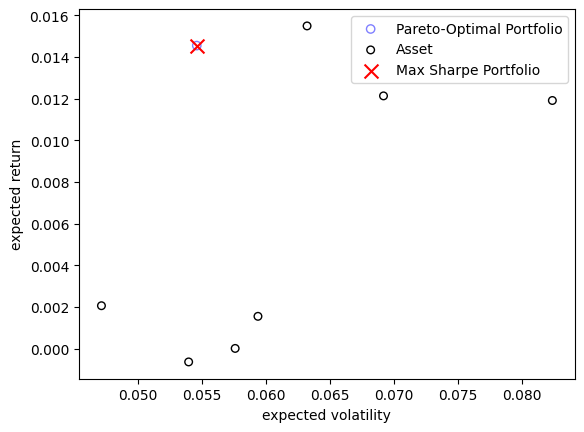 0.016
0.014
0.012
0.010
0.008
0.006
0.004
0.002
0.000
expected return
Pareto-Optimal Portfolio
Asset
Max Sharpe Portfolio
0.050 0.055 0.060 0.065 0.070 0.075 0.080
expected volatility